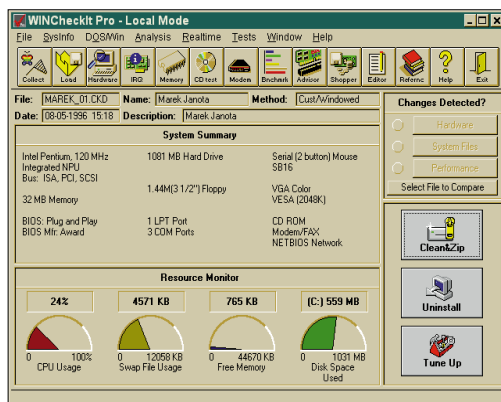 WINCheckIt Pro - Local Mode
File SysInfo DOS/Win Analysis Realtime Tests Window Help
Collect Load Hardware IRQ Memory CD test Modem Bnchmrk Advisor Shopper Editor Refernc Help Exit
File: MAREK_01.CKD Name: Marek Janota Method: Cust/Windowed
Date: 08-05-1996 15:18 Description: Marek Janota
System Summary
Intel Pentium, 120 MHz 1081 MB Hard Drive Serial (2 button) Mouse
Integrated NPU SB16
Bus: ISA, PCI, SCSI
1.44M(3 1/2") Floppy VGA Color
32 MB Memory VESA (2048K)
BIOS: Plug and Play 1 LPT Port CD ROM
BIOS Mfr: Award 3 COM Ports Modem/FAX
NETBIOS Network
Resource Monitor
24% 4571 KB 765 KB (C:) 559 MB
0 100% 0 12058 KB 0 44670 KB 0 1031 MB
CPU Usage Swap File Usage Free Memory Disk Space
Used
Changes Detected?
Hardware
System Files
Performance
Select File to Compare
Clean&Zip
Uninstall
Tune Up